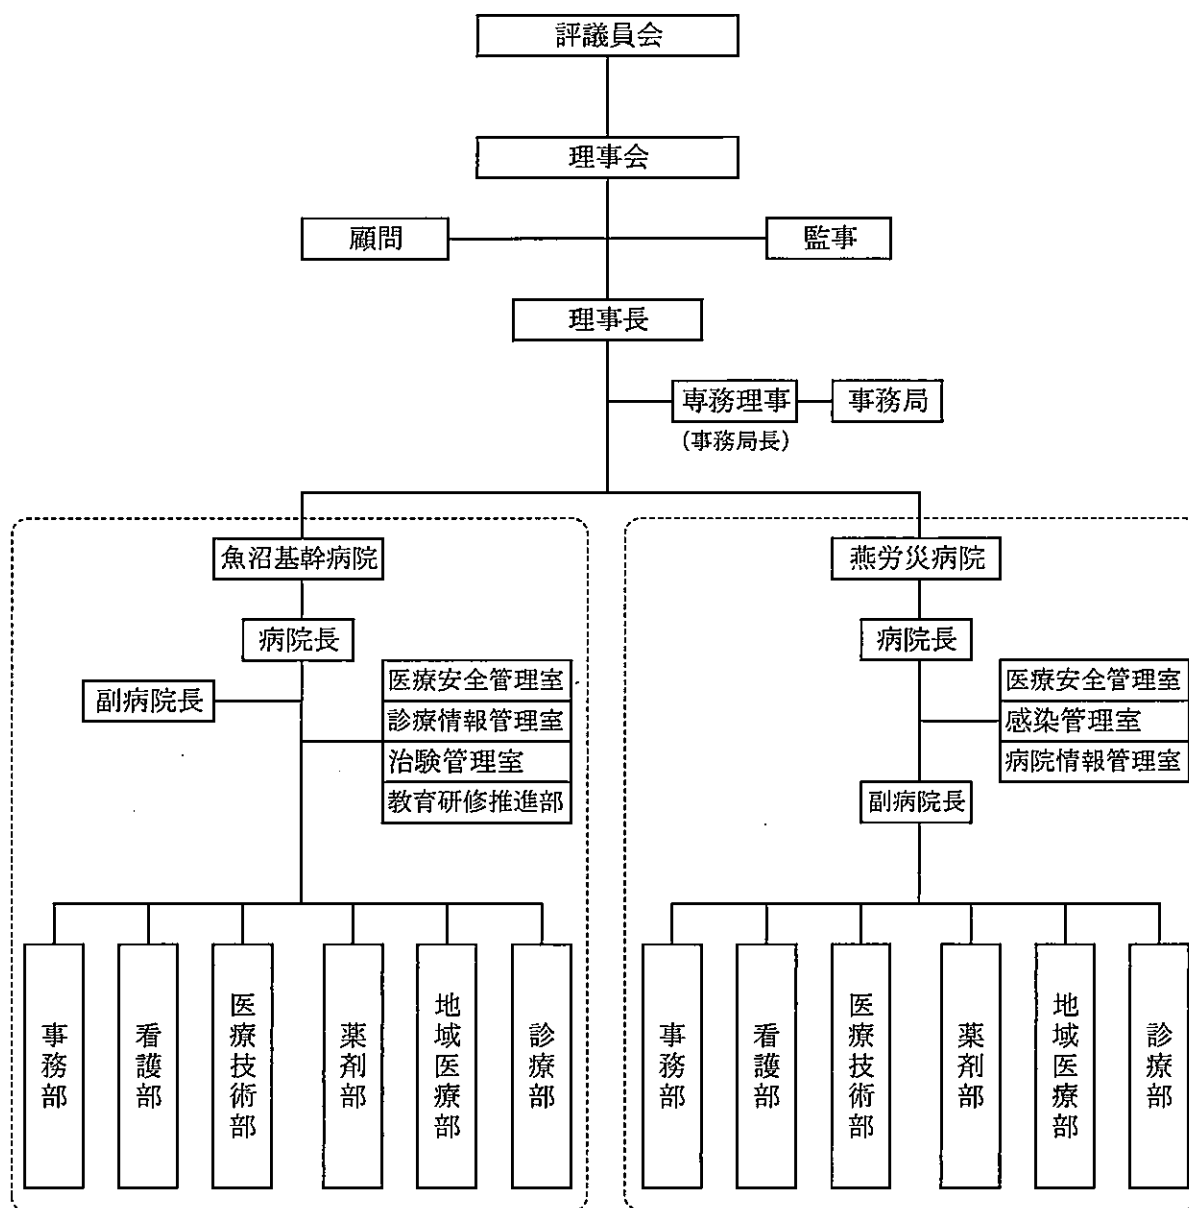 評議員会
理事会
顧問
監事
理事長
専務理事
事務局
(事務局長)
魚沼基幹病院
病院長
副病院長
医療安全管理室
診療情報管理室
治験管理室
教育研修推進部
事務部
看護部
医療技術部
薬剤部
地域医療部
診療部
燕労災病院
病院長
医療安全管理室
感染管理室
病院情報管理室
副病院長
事務部
看護部
医療技術部
薬剤部
地域医療部
診療部